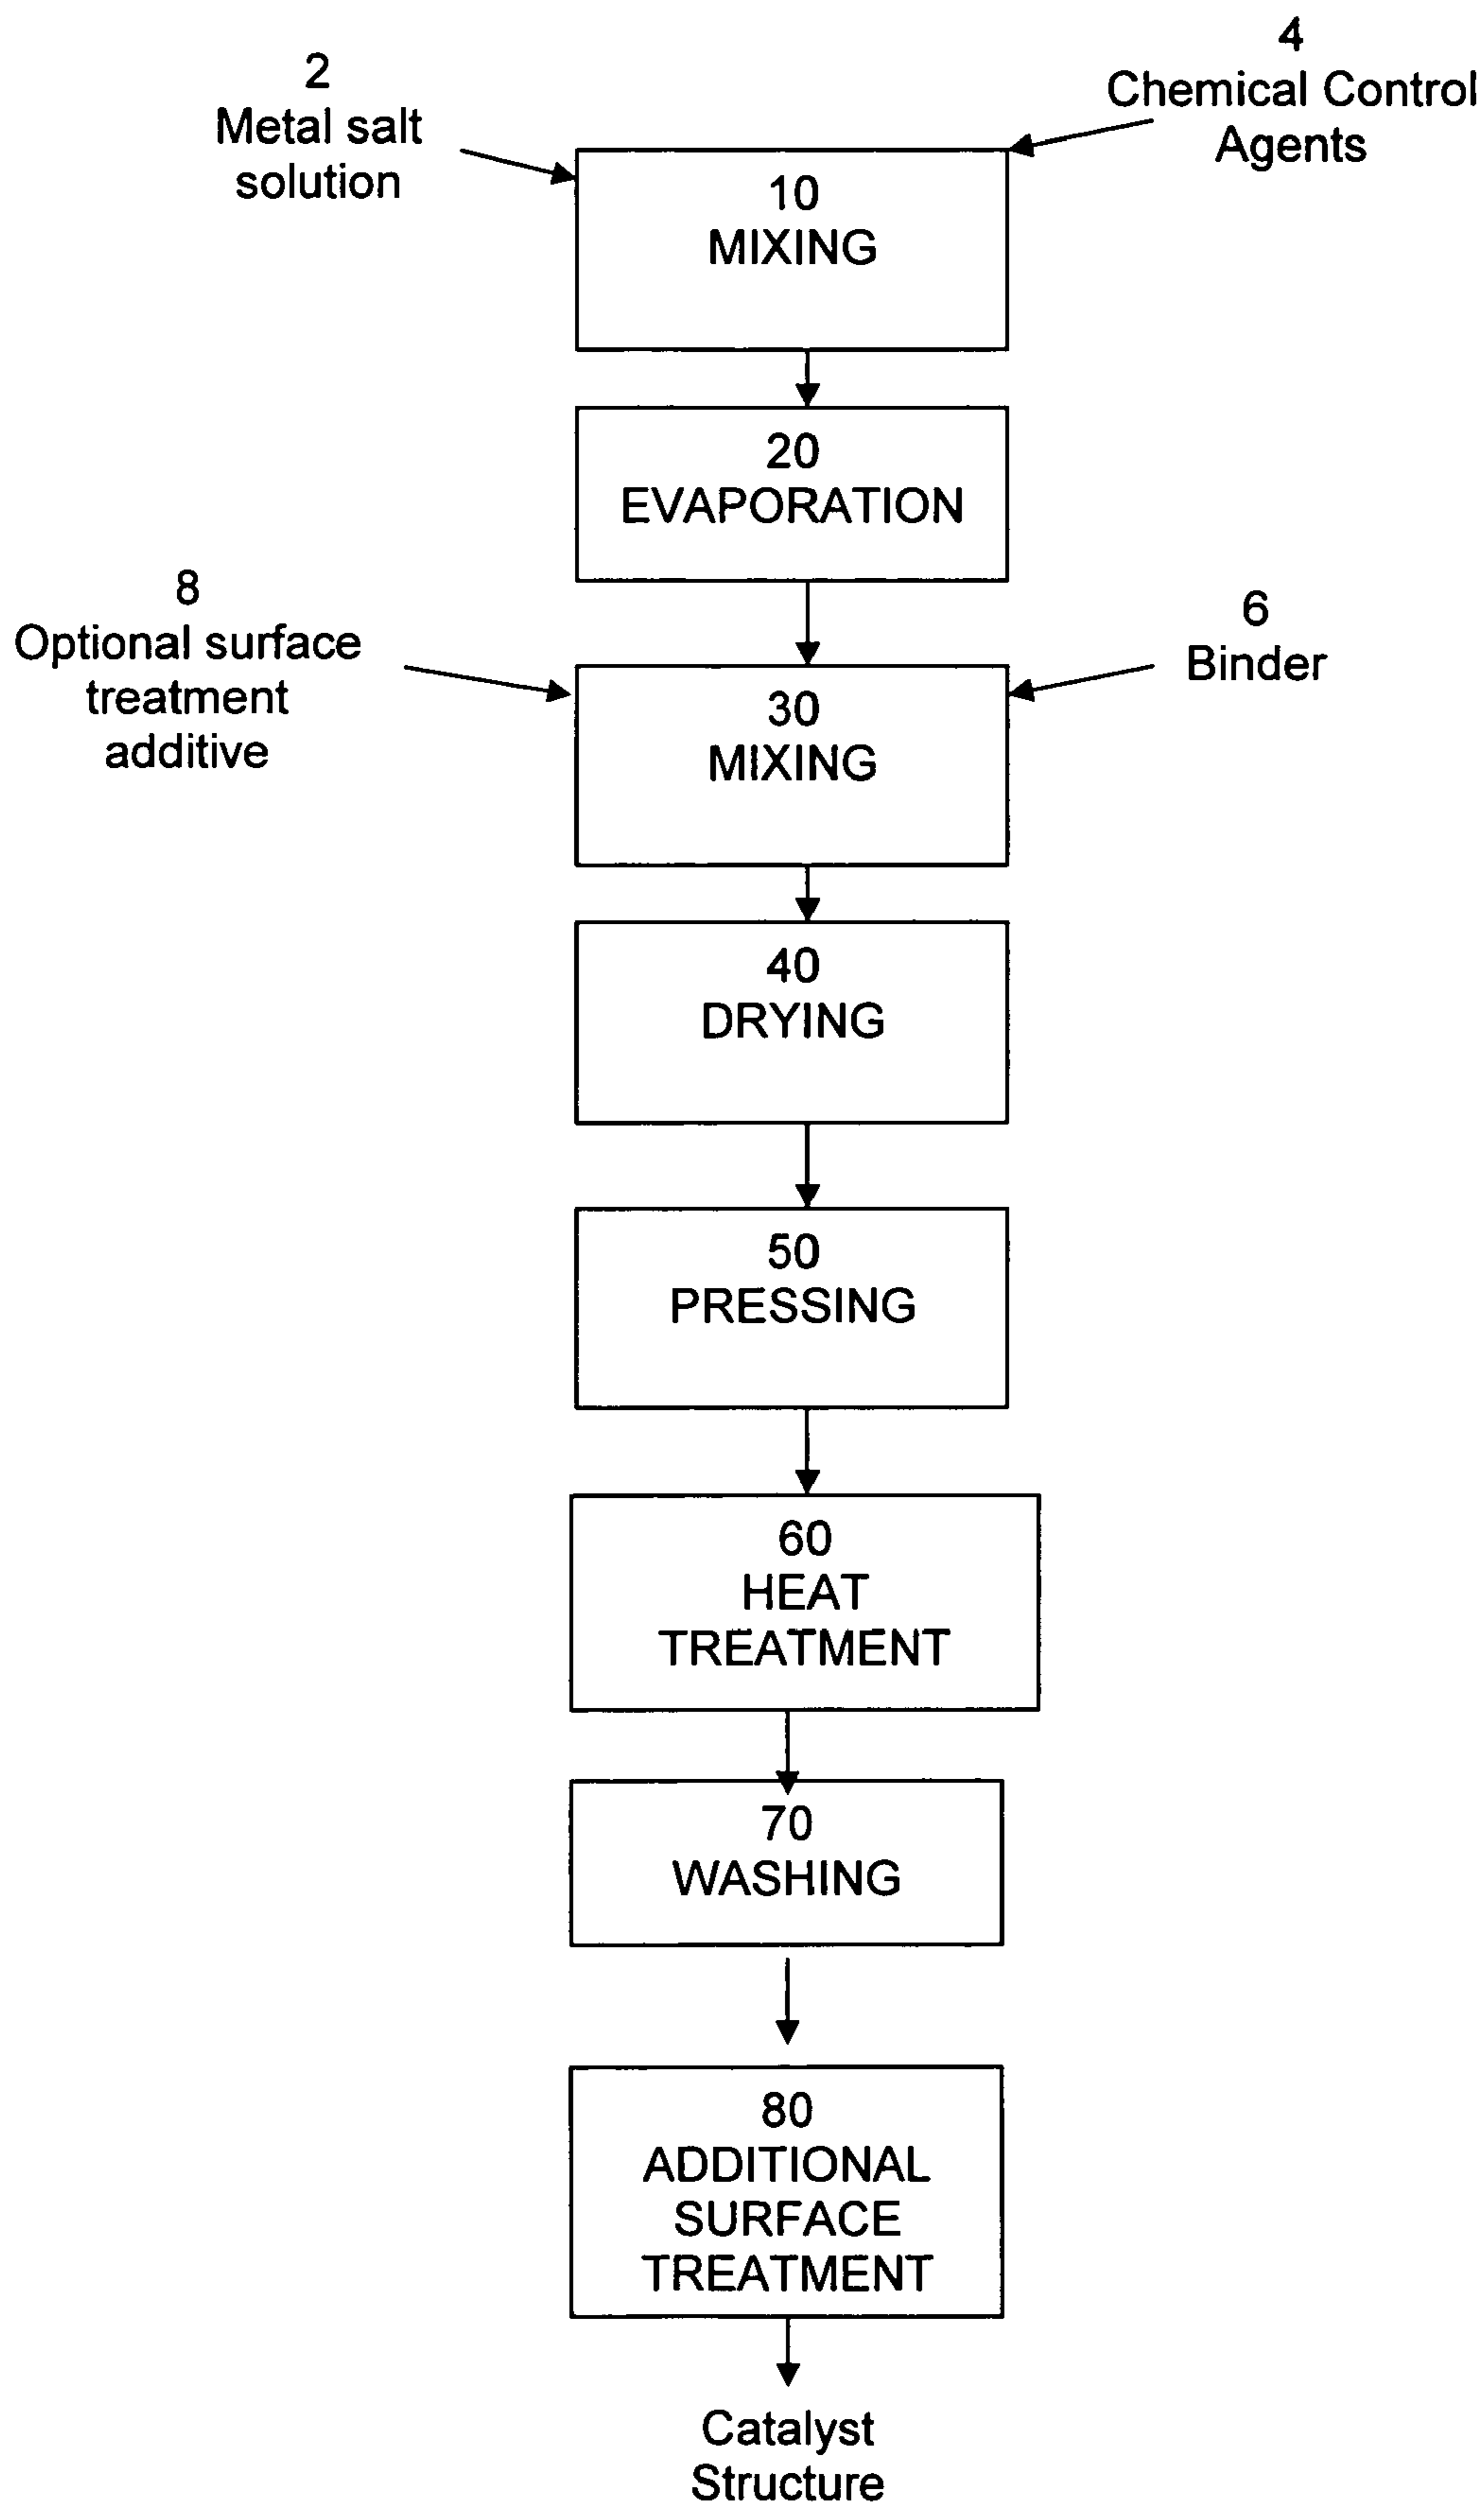 2
Metal salt
solution
4
Chemical Control
Agents
10
MIXING
20
EVAPORATION
8
Optional surface
treatment
additive
6
Binder
30
MIXING
40
DRYING
50
PRESSING
60
HEAT
TREATMENT
70
WASHING
80
ADDITIONAL
SURFACE
TREATMENT
Catalyst
Structure